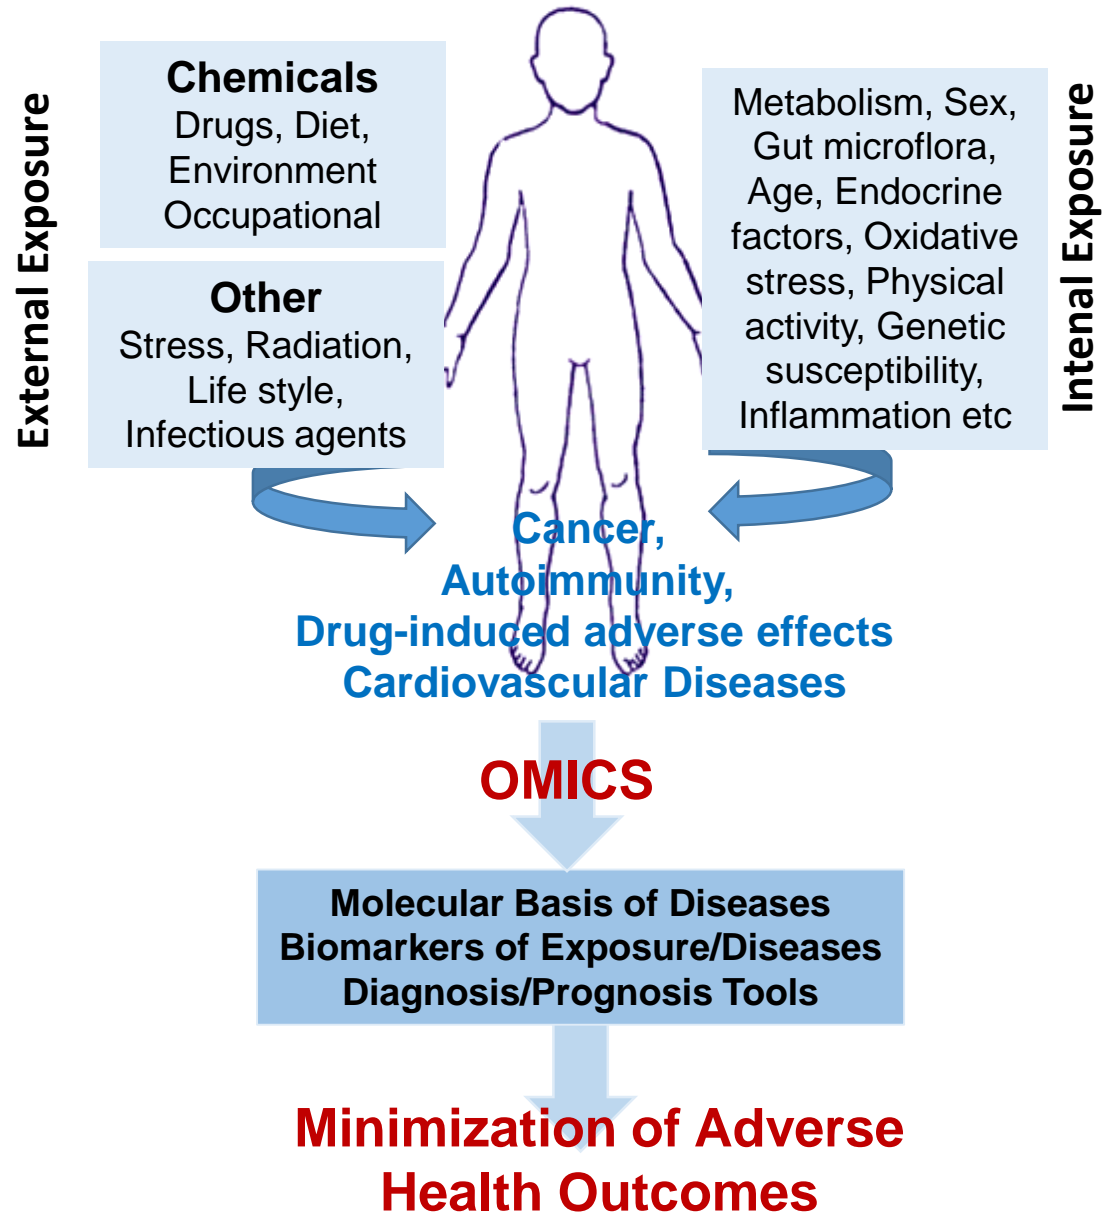 External Exposure
Chemicals
Drugs, Diet,
Environment
Occupational
Other
Stress, Radiation,
Life style,
Infectious agents
Metabolism, Sex,
Gut microflora,
Age, Endocrine
factors, Oxidative
stress, Physical
activity, Genetic
susceptibility,
Inflammation etc
Intenal Exposure
Cancer,
Autoimmunity,
Drug-induced adverse effects
Cardiovascular Diseases
OMICS
Molecular Basis of Diseases
Biomarkers of Exposure/Diseases
Diagnosis/Prognosis Tools
Minimization of Adverse
Health Outcomes